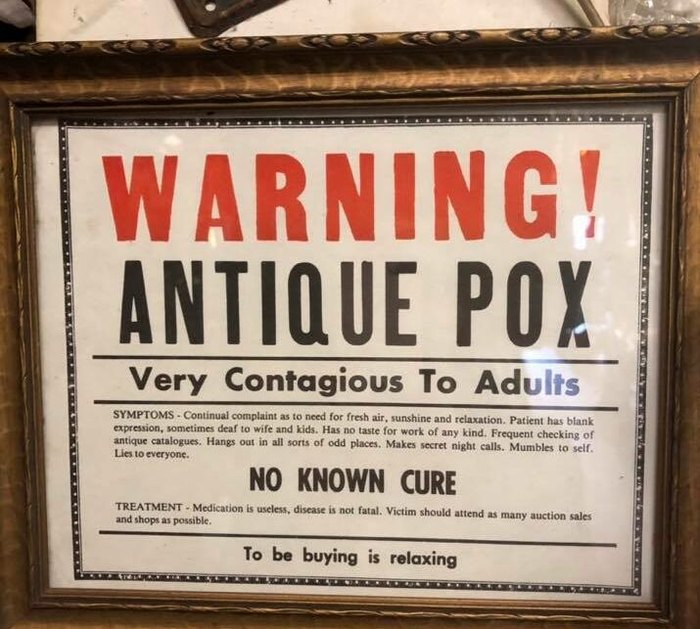 WARNING!
ANTIQUE POX
Very Contagious To Adults
SYMPTOMS - Continual complaint as to need for fresh air, sunshine and relaxation. Patient has blank
expression, sometimes deaf to wife and kids. Has no taste for work of any kind. Frequent checking of
antique catalogues. Hangs out in all sorts of odd places. Makes secret night calls. Mumbles to self.
Lies to everyone.
NO KNOWN CURE
TREATMENT - Medication is useless, disease is not fatal. Victim should attend as many auction sales
and shops as possible.
To be buying is relaxing